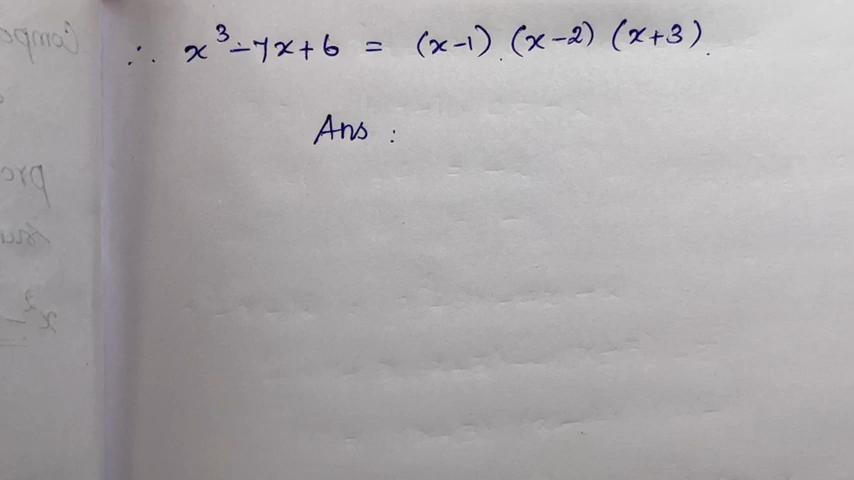 ∴ x³ - 7x + 6 = (x-1) (x-2) (x+3)
Ans :